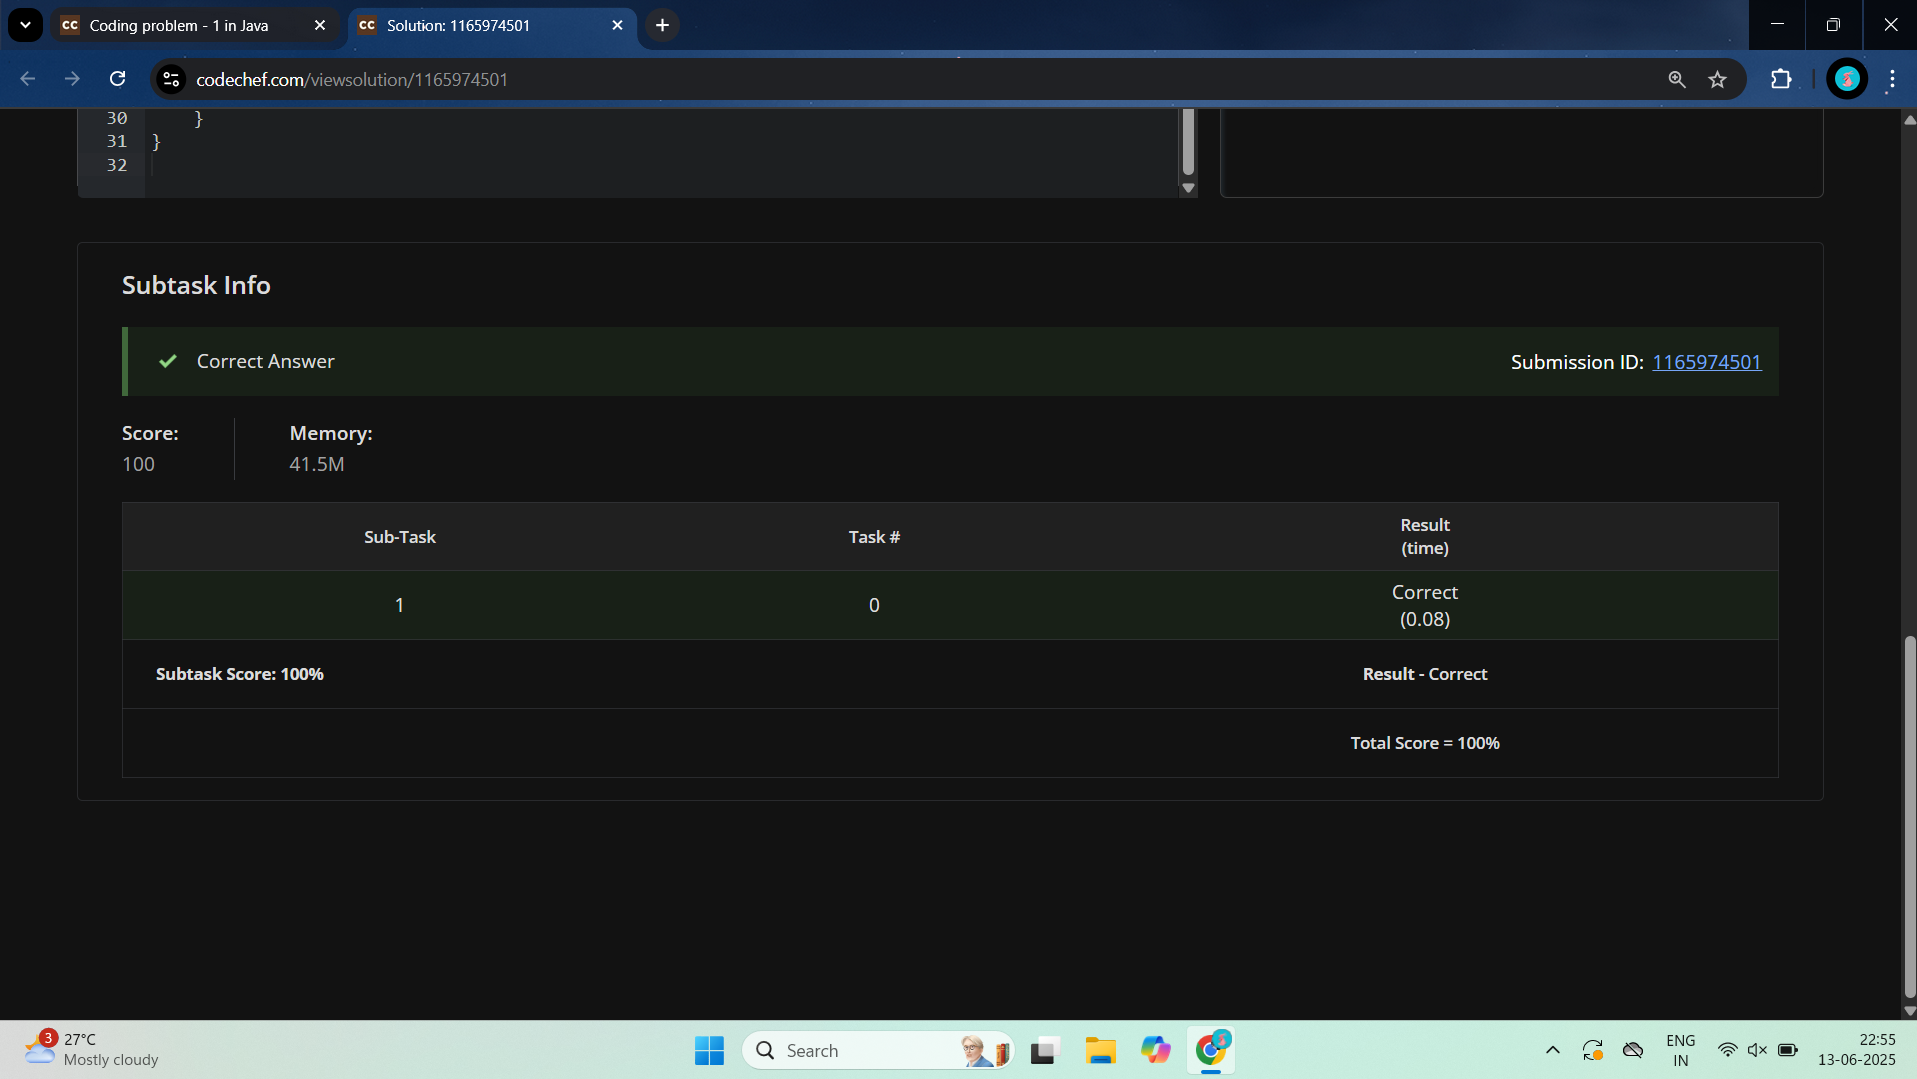 CC Coding problem - 1 in Java
CC Solution: 1165974501
codechef.com/viewsolution/1165974501
30 }
31 }
32
Subtask Info
Correct Answer
Submission ID: 1165974501
Score:
100
Memory:
41.5M
Sub-Task Task # Result
(time)
1 0 Correct
(0.08)
Subtask Score: 100% Result - Correct
Total Score = 100%
3
27°C
Mostly cloudy
Search
ENG
IN
22:55
13-06-2025